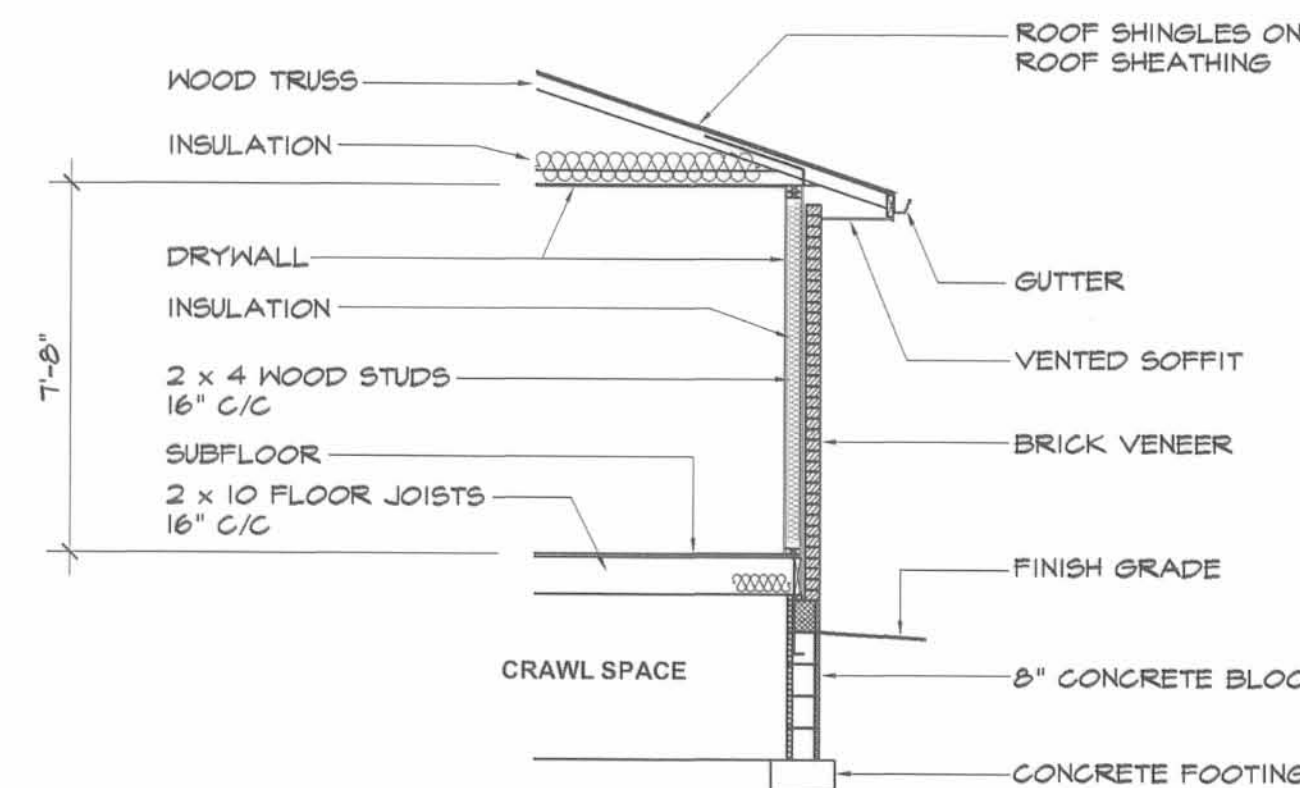 ROOF SHINGLES ON
ROOF SHEATHING
WOOD TRUSS
INSULATION
7'-8"
DRYWALL
INSULATION
2 x 4 WOOD STUDS
16" C/C
SUBFLOOR
2 x 10 FLOOR JOISTS
16" C/C
GUTTER
VENTED SOFFIT
BRICK VENEER
FINISH GRADE
CRAWL SPACE
8" CONCRETE BLOC
CONCRETE FOOTING